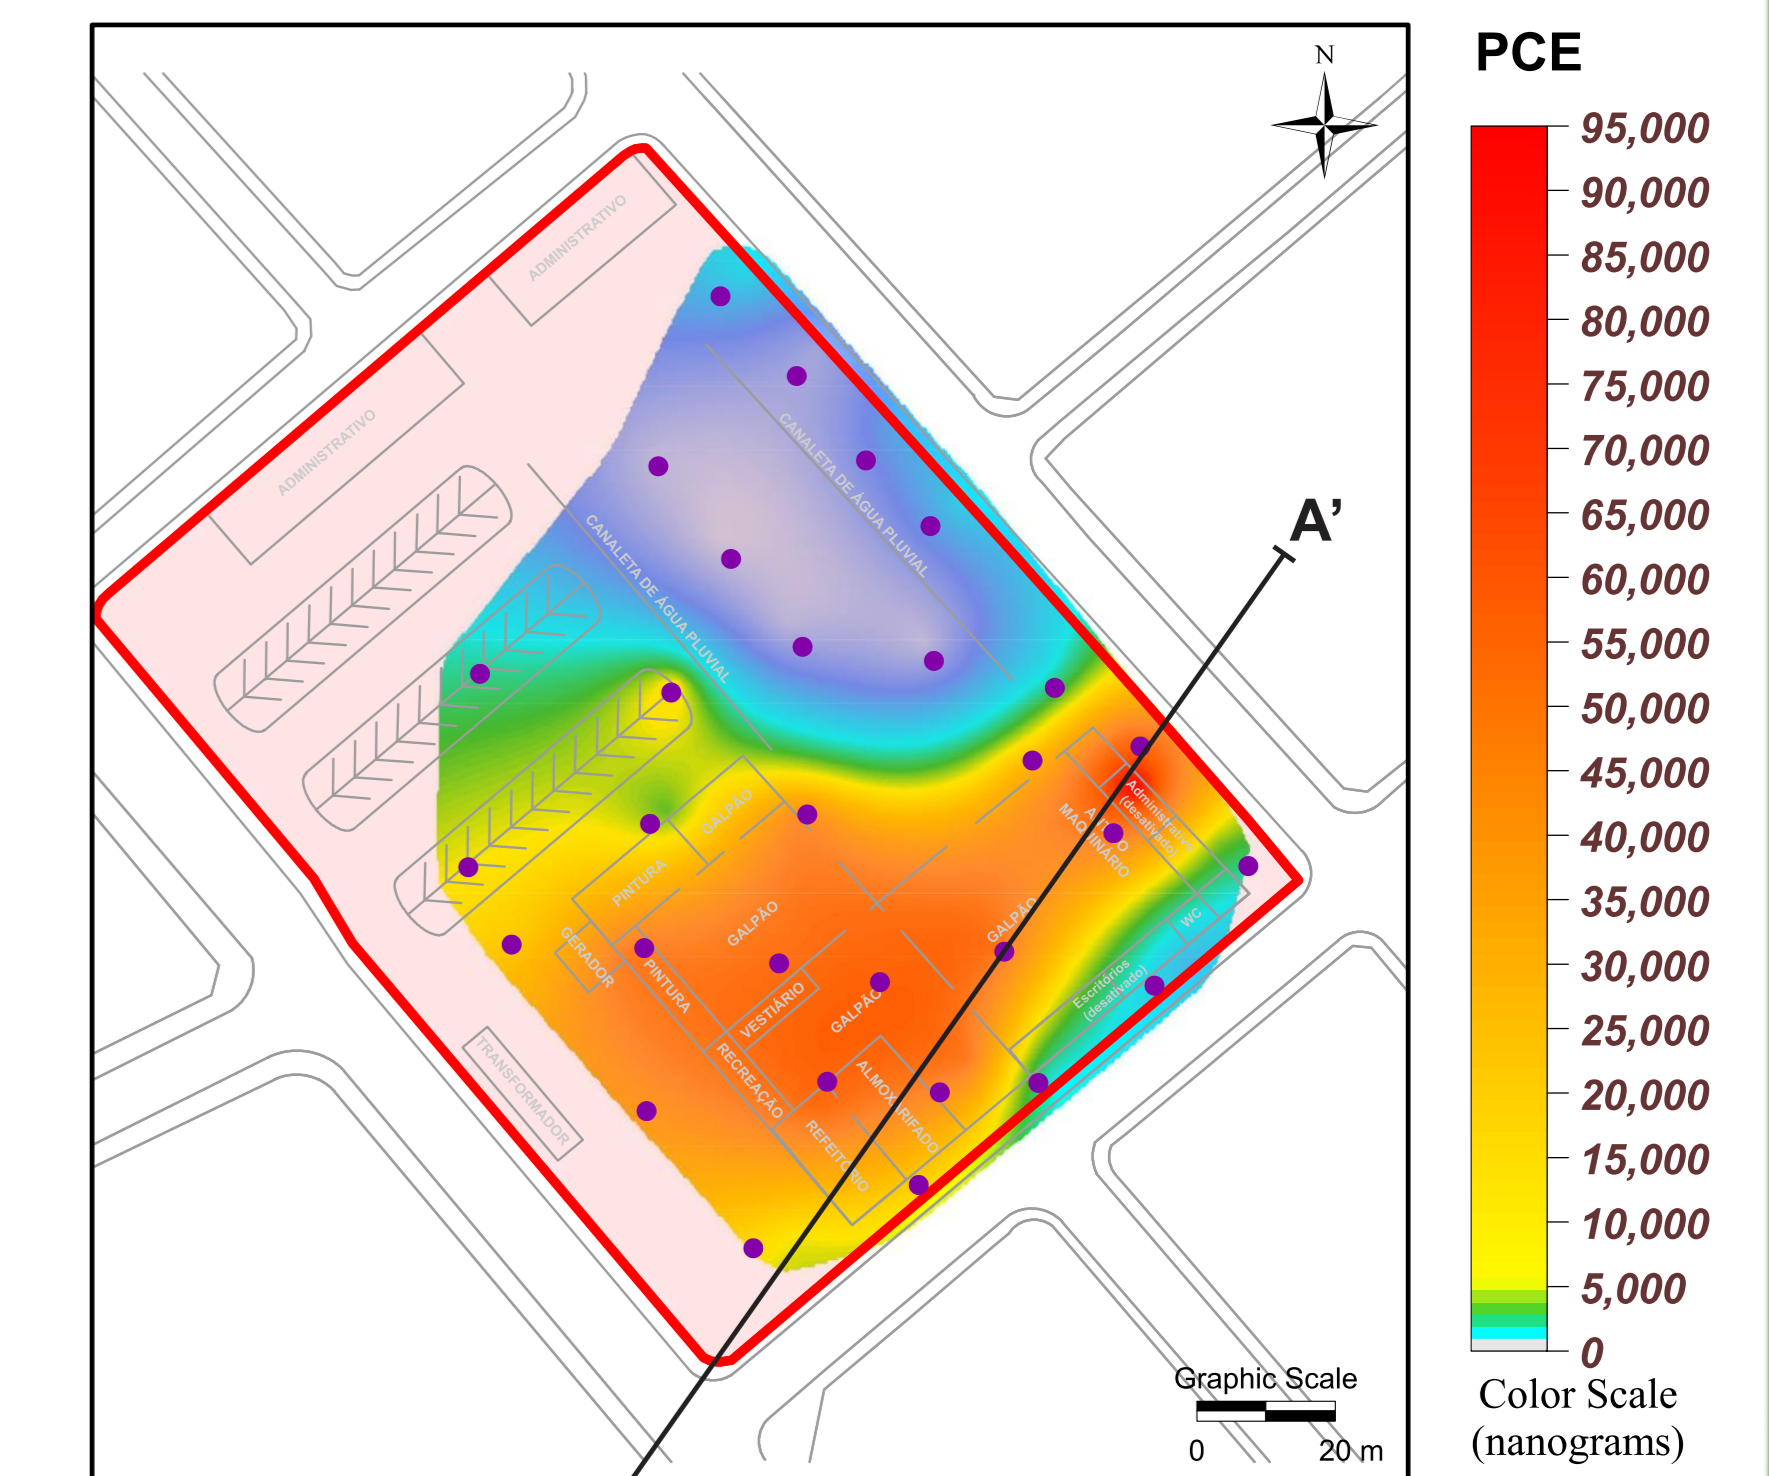 N
PCE
95,000
90,000
85,000
80,000
75,000
70,000
65,000
60,000
55,000
50,000
45,000
40,000
35,000
30,000
25,000
20,000
15,000
10,000
5,000
0
Color Scale
(nanograms)
ADMINISTRATIVO
ADMINISTRATIVO
CANALETA DE ÁGUA PLUVIAL
CANALETA DE ÁGUA PLUVIAL
A’
GALPÃO
PINTURA
GALPÃO
GERADOR
PINTURA
VESTIÁRIO
GALPÃO
GALPÃO
MAQUINÁRIO
Administrativo
(desativado)
WC
Escritórios
(desativado)
RECREAÇÃO
ALMOXARIFADO
REFEITÓRIO
TRANSFORMADOR
Graphic Scale
0 20 m